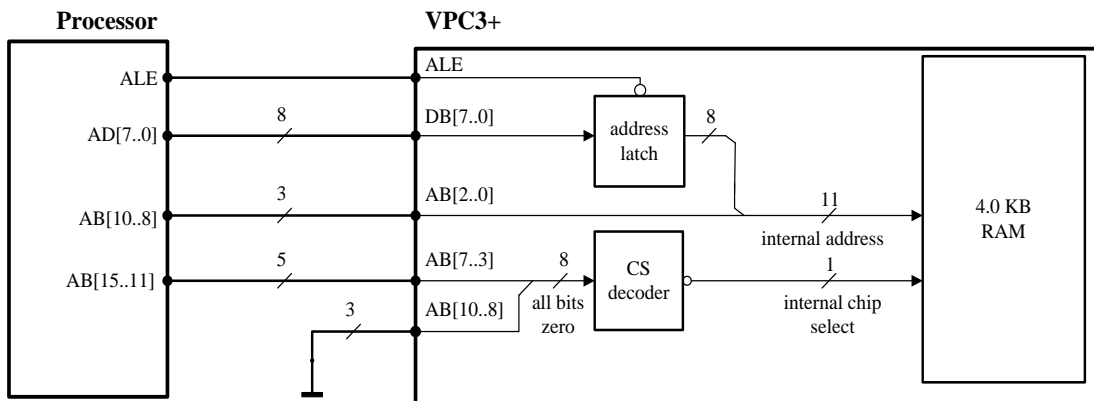 Processor
VPC3+
ALE
ALE
AD[7..0]
8
DB[7..0]
address
latch
8
AB[10..8]
3
AB[2..0]
11
internal address
4.0 KB
RAM
AB[15..11]
5
AB[7..3]
8
all bits
zero
CS
decoder
1
internal chip
select
3
AB[10..8]